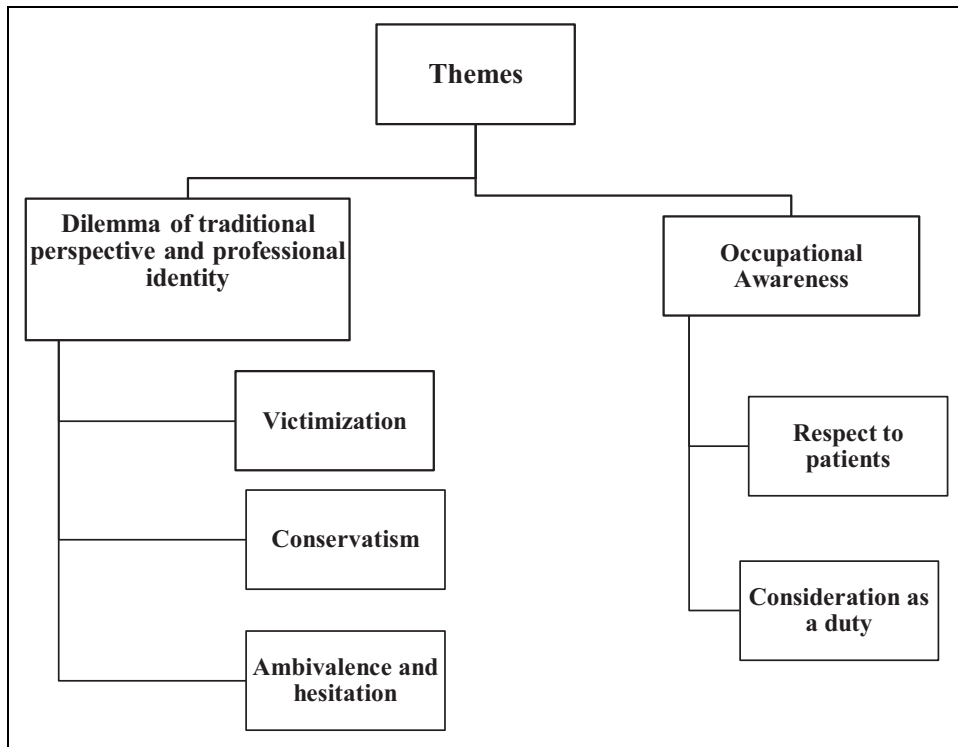 Themes
Dilemma of traditional
perspective and professional
identity
Occupational
Awareness
Victimization
Respect to
patients
Conservatism
Consideration as
a duty
Ambivalence and
hesitation